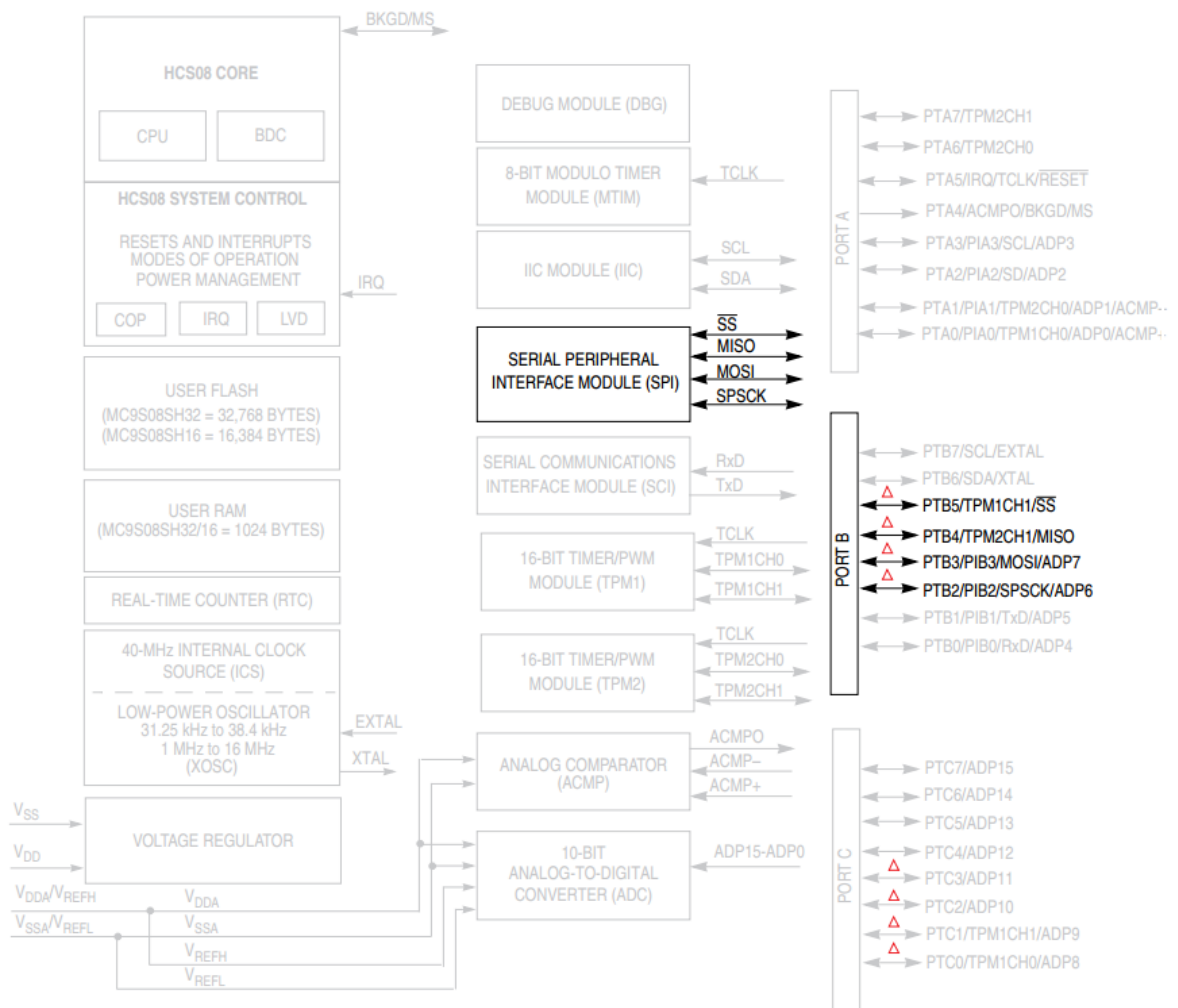 BKGD/MS
HCS08 CORE
CPU
BDC
HCS08 SYSTEM CONTROL
RESETS AND INTERRUPTS
MODES OF OPERATION
POWER MANAGEMENT
IRQ
COP
IRQ
LVD
USER FLASH
(MC9S08SH32 = 32,768 BYTES)
(MC9S08SH16 = 16,384 BYTES)
USER RAM
(MC9S08SH32/16 = 1024 BYTES)
REAL-TIME COUNTER (RTC)
40-MHz INTERNAL CLOCK
SOURCE (ICS)
LOW-POWER OSCILLATOR
31.25 kHz to 38.4 kHz
1 MHz to 16 MHz
(XOSC)
EXTAL
XTAL
VSS
VDD
VOLTAGE REGULATOR
VDDA/VREFH
VSSA/VREFL
VDDA
VSSA
VREFH
VREFL
DEBUG MODULE (DBG)
8-BIT MODULO TIMER
MODULE (MTIM)
TCLK
IIC MODULE (IIC)
SCL
SDA
SERIAL PERIPHERAL
INTERFACE MODULE (SPI)
SS
MISO
MOSI
SPSCK
SERIAL COMMUNICATIONS
INTERFACE MODULE (SCI)
RxD
TxD
16-BIT TIMER/PWM
MODULE (TPM1)
TCLK
TPM1CH0
TPM1CH1
16-BIT TIMER/PWM
MODULE (TPM2)
TCLK
TPM2CH0
TPM2CH1
ANALOG COMPARATOR
(ACMP)
ACMPO
ACMP–
ACMP+
10-BIT
ANALOG-TO-DIGITAL
CONVERTER (ADC)
ADP15-ADP0
PORT A
PTA7/TPM2CH1
PTA6/TPM2CH0
PTA5/IRQ/TCLK/RESET
PTA4/ACMPO/BKGD/MS
PTA3/PIA3/SCL/ADP3
PTA2/PIA2/SD/ADP2
PTA1/PIA1/TPM2CH0/ADP1/ACMP-
PTA0/PIA0/TPM1CH0/ADP0/ACMP
PORT B
PTB7/SCL/EXTAL
PTB6/SDA/XTAL
PTB5/TPM1CH1/SS
PTB4/TPM2CH1/MISO
PTB3/PIB3/MOSI/ADP7
PTB2/PIB2/SPSCK/ADP6
PTB1/PIB1/TxD/ADP5
PTB0/PIB0/RxD/ADP4
PORT C
PTC7/ADP15
PTC6/ADP14
PTC5/ADP13
PTC4/ADP12
PTC3/ADP11
PTC2/ADP10
PTC1/TPM1CH1/ADP9
PTC0/TPM1CH0/ADP8